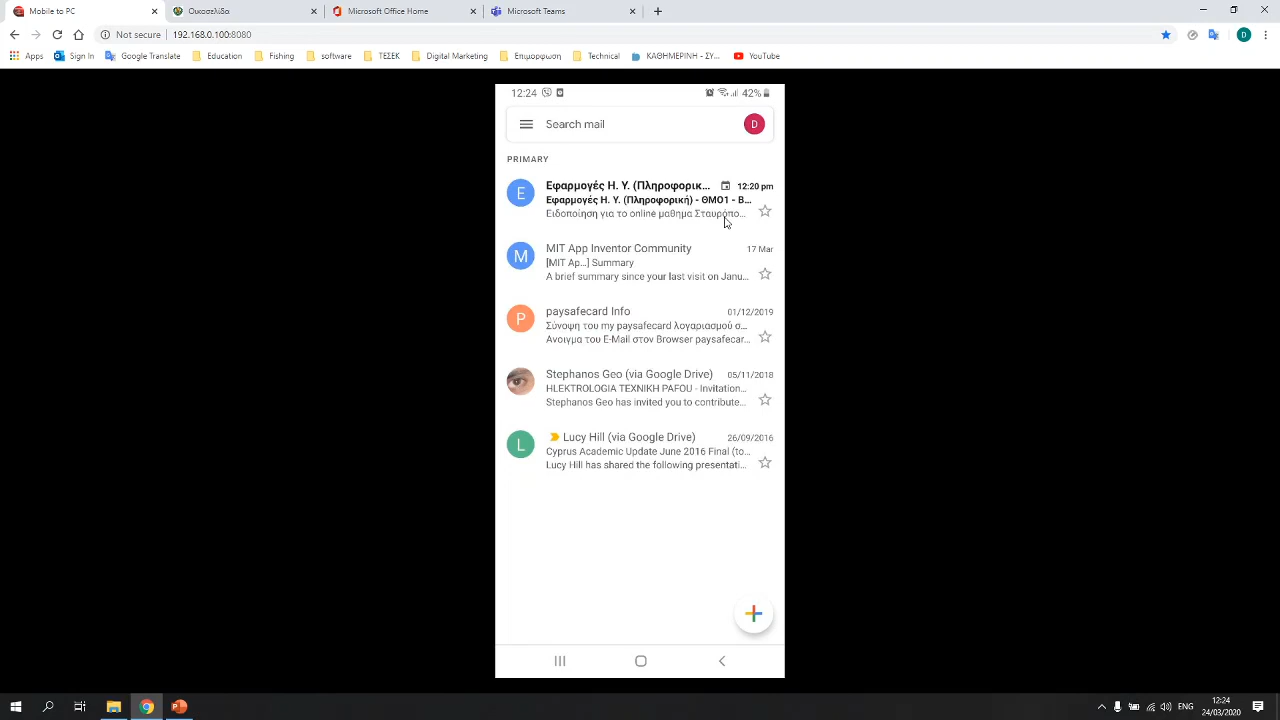 Mobile to PC
Οικοσελίδα
Microsoft Office Home
Microsoft Teams
Not secure | 192.168.0.100:8080
D
Apps
Sign In
Google Translate
Education
Fishing
software
ΤΕΣΕΚ
Digital Marketing
Επιμορφωση
Technical
ΚΑΘΗΜΕΡΙΝΗ - ΣΥ...
YouTube
12:24
42%
Search mail
D
PRIMARY
E
Εφαρμογές Η. Υ. (Πληροφορικ...
12:20 pm
Εφαρμογές Η. Υ. (Πληροφορική) - ΘΜΟ1 - Β...
Ειδοποίηση για το online μαθημα Σταυρόπο...
M
MIT App Inventor Community
17 Mar
[MIT Ap...] Summary
A brief summary since your last visit on Janu...
P
paysafecard Info
01/12/2019
Σύνοψη του my paysafecard λογαριασμού σ...
Ανοιγμα του E-Mail στον Browser paysafecar...
Stephanos Geo (via Google Drive)
05/11/2018
HLEKTROLOGIA TEXNIKH PAFOU - Invitation...
Stephanos Geo has invited you to contribute...
L
Lucy Hill (via Google Drive)
26/09/2016
Cyprus Academic Update June 2016 Final (to...
Lucy Hill has shared the following presentati...
ENG
12:24
24/03/2020